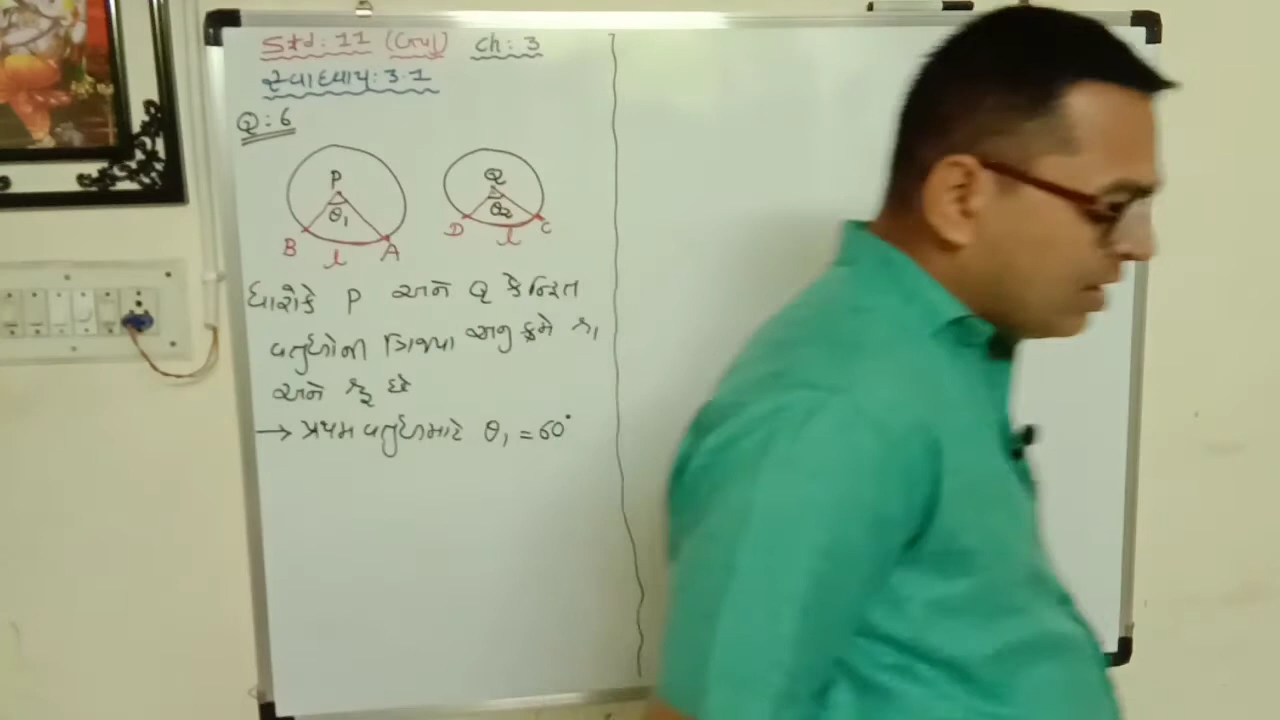 Std: 11 (Guj) Ch: 3
સ્વાધ્યાય: 3.1
Q: 6
P Q
θ₁ θ₂
B l A D l C
ધારોકે P અને Q કેન્દ્રિત
વર્તુળોની ત્રિજ્યા અનુક્રમે r₁
અને r₂ છે
→ પ્રથમ વર્તુળ માટે θ₁ = 60°